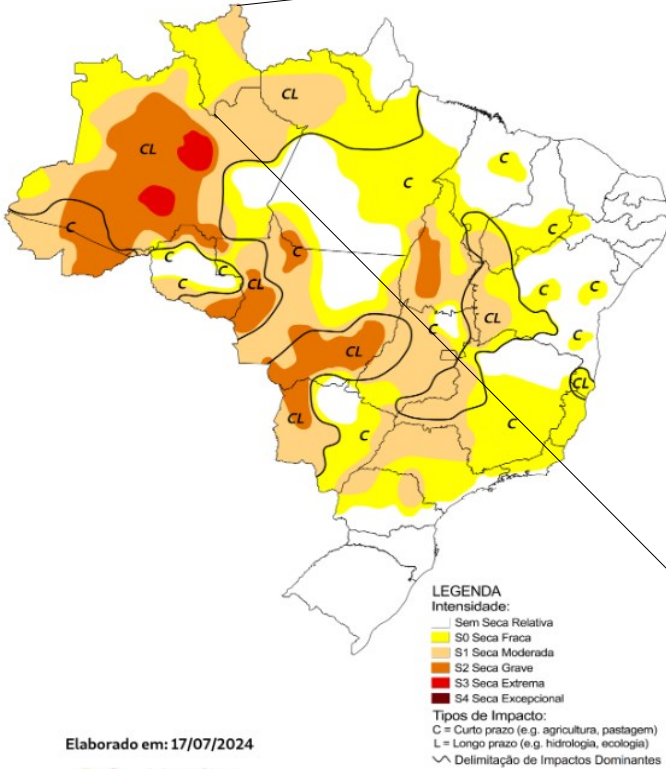 CL
CL
C
C
C
C
C
C
C
CL
C
C
C
CL
C
C
CL
CL
CL
C
C
LEGENDA
Intensidade:
Sem Seca Relativa
S0 Seca Fraca
S1 Seca Moderada
S2 Seca Grave
S3 Seca Extrema
S4 Seca Excepcional
Tipos de Impacto:
C = Curto prazo (e.g. agricultura, pastagem)
L = Longo prazo (e.g. hidrologia, ecologia)
Delimitação de Impactos Dominantes
Elaborado em: 17/07/2024